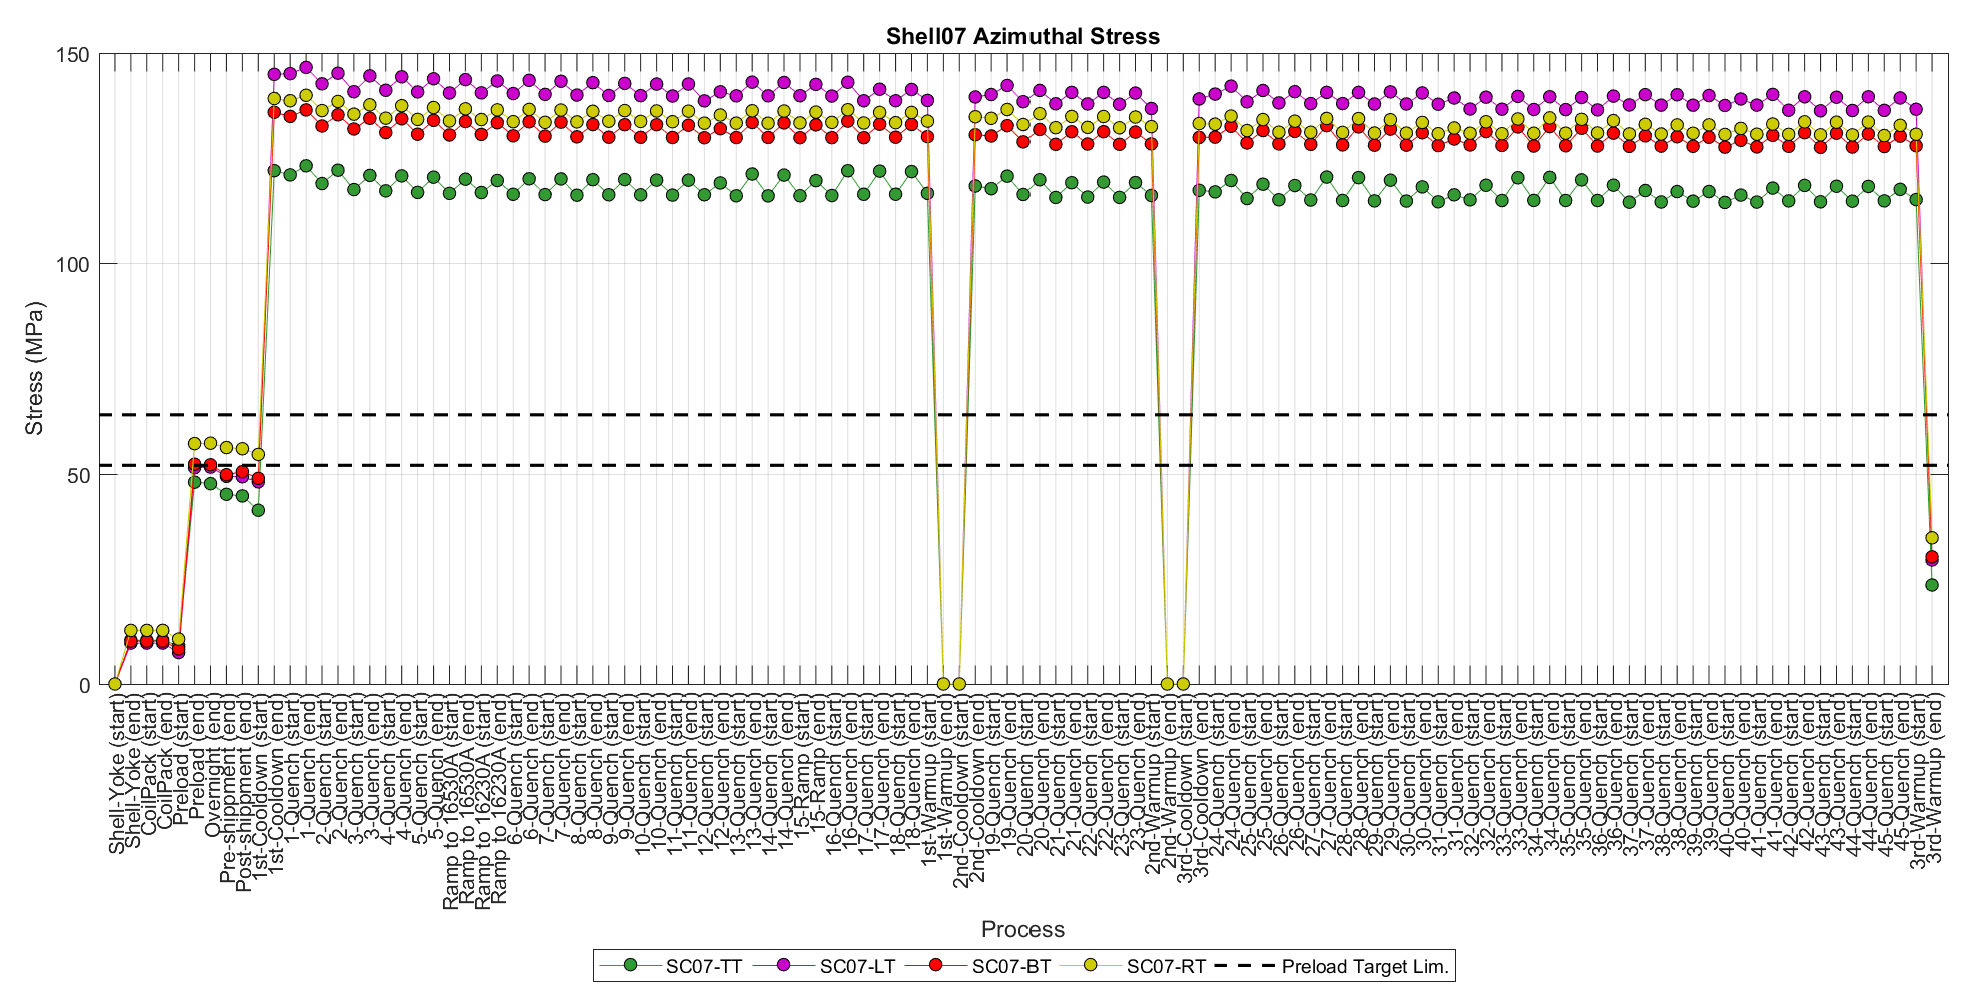 Shell07 Azimuthal Stress
150
100
50
0
Stress (MPa)
Shell-Yoke (start)
Shell-Yoke (end)
CoilPack (start)
CoilPack (end)
Preload (start)
Preload (end)
Overnight (end)
Pre-shippment (end)
Post-shippment (end)
1st-Cooldown (start)
1st-Cooldown (end)
1-Quench (start)
1-Quench (end)
2-Quench (start)
2-Quench (end)
3-Quench (start)
3-Quench (end)
4-Quench (start)
4-Quench (end)
5-Quench (start)
5-Quench (end)
Ramp to 16530A (start)
Ramp to 16530A (end)
Ramp to 16230A (start)
Ramp to 16230A (end)
6-Quench (start)
6-Quench (end)
7-Quench (start)
7-Quench (end)
8-Quench (start)
8-Quench (end)
9-Quench (start)
9-Quench (end)
10-Quench (start)
10-Quench (end)
11-Quench (start)
11-Quench (end)
12-Quench (start)
12-Quench (end)
13-Quench (start)
13-Quench (end)
14-Quench (start)
14-Quench (end)
15-Ramp (start)
15-Ramp (end)
16-Quench (start)
16-Quench (end)
17-Quench (start)
17-Quench (end)
18-Quench (start)
18-Quench (end)
1st-Warmup (start)
1st-Warmup (end)
2nd-Cooldown (start)
2nd-Cooldown (end)
19-Quench (start)
19-Quench (end)
20-Quench (start)
20-Quench (end)
21-Quench (start)
21-Quench (end)
22-Quench (start)
22-Quench (end)
23-Quench (start)
23-Quench (end)
2nd-Warmup (start)
2nd-Warmup (end)
3rd-Cooldown (start)
3rd-Cooldown (end)
24-Quench (start)
24-Quench (end)
25-Quench (start)
25-Quench (end)
26-Quench (start)
26-Quench (end)
27-Quench (start)
27-Quench (end)
28-Quench (start)
28-Quench (end)
29-Quench (start)
29-Quench (end)
30-Quench (start)
30-Quench (end)
31-Quench (start)
31-Quench (end)
32-Quench (start)
32-Quench (end)
33-Quench (start)
33-Quench (end)
34-Quench (start)
34-Quench (end)
35-Quench (start)
35-Quench (end)
36-Quench (start)
36-Quench (end)
37-Quench (start)
37-Quench (end)
38-Quench (start)
38-Quench (end)
39-Quench (start)
39-Quench (end)
40-Quench (start)
40-Quench (end)
41-Quench (start)
41-Quench (end)
42-Quench (start)
42-Quench (end)
43-Quench (start)
43-Quench (end)
44-Quench (start)
44-Quench (end)
45-Quench (start)
45-Quench (end)
3rd-Warmup (start)
3rd-Warmup (end)
Process
SC07-TT SC07-LT SC07-BT SC07-RT Preload Target Lim.